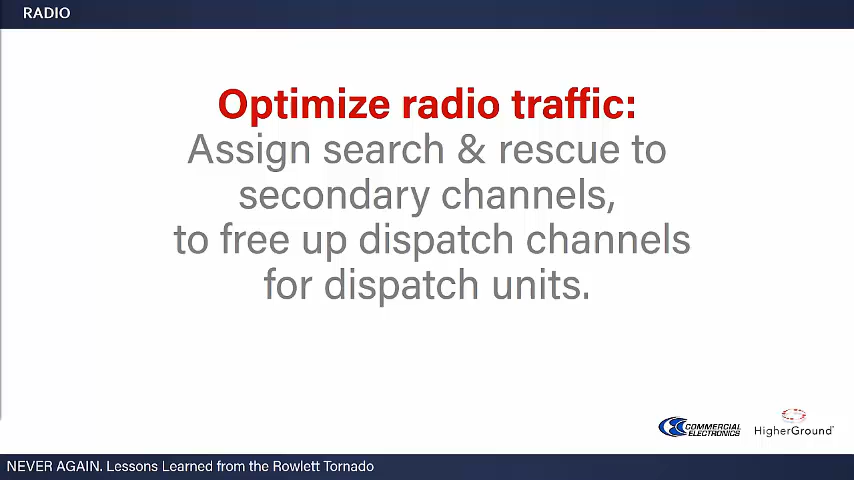 RADIO
Optimize radio traffic:
Assign search & rescue to
secondary channels,
to free up dispatch channels
for dispatch units.
COMMERCIAL
ELECTRONICS
HigherGround
NEVER AGAIN. Lessons Learned from the Rowlett Tornado